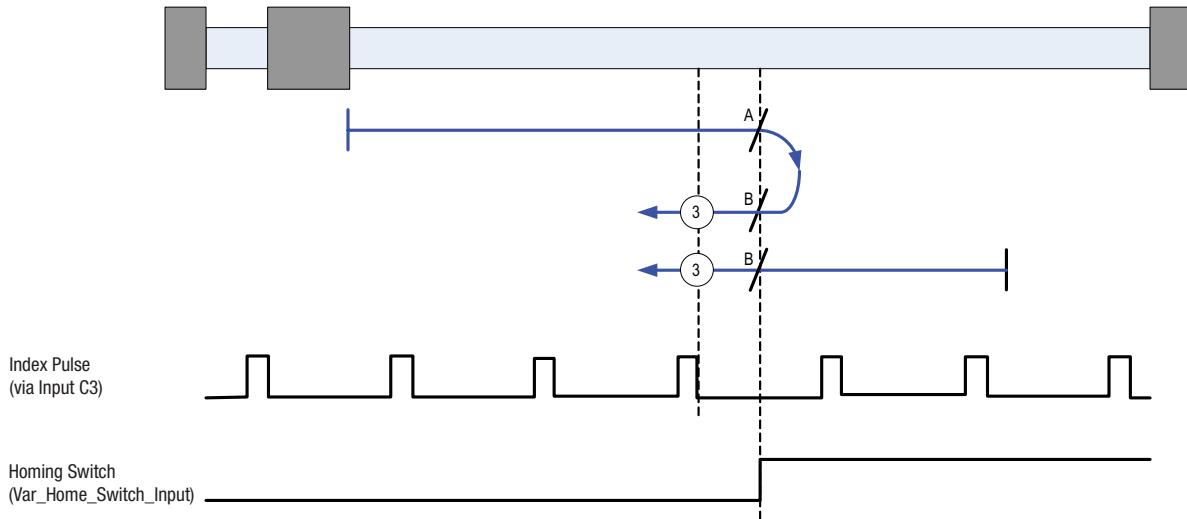 A
B
3
B
3
Index Pulse
(via Input C3)
Homing Switch
(Var_Home_Switch_Input)